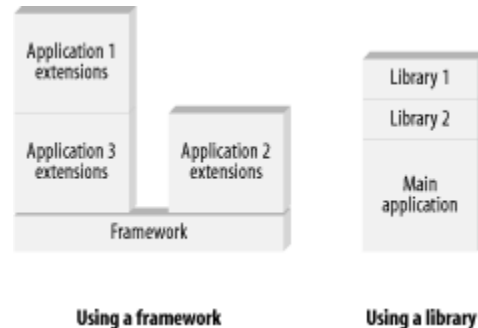 Application 1
extensions
Application 3
extensions
Application 2
extensions
Framework
Using a framework
Library 1
Library 2
Main
application
Using a library